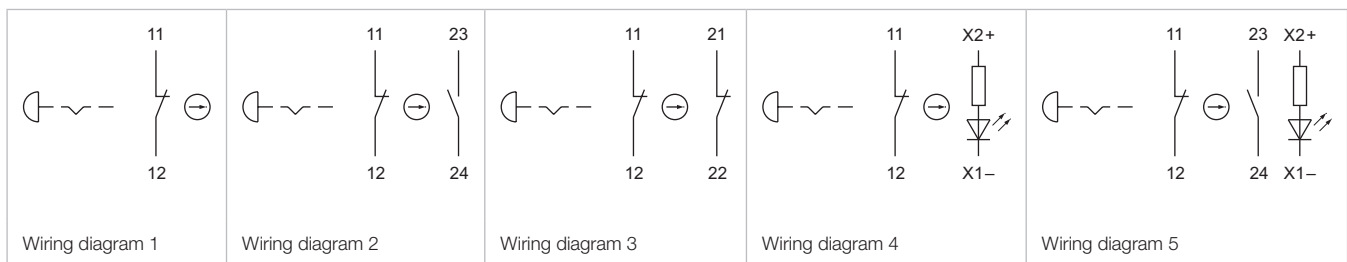 11
12
Wiring diagram 1
11 23
12 24
Wiring diagram 2
11 21
12 22
Wiring diagram 3
11 X2+
12 X1–
Wiring diagram 4
11 23 X2+
12 24 X1–
Wiring diagram 5